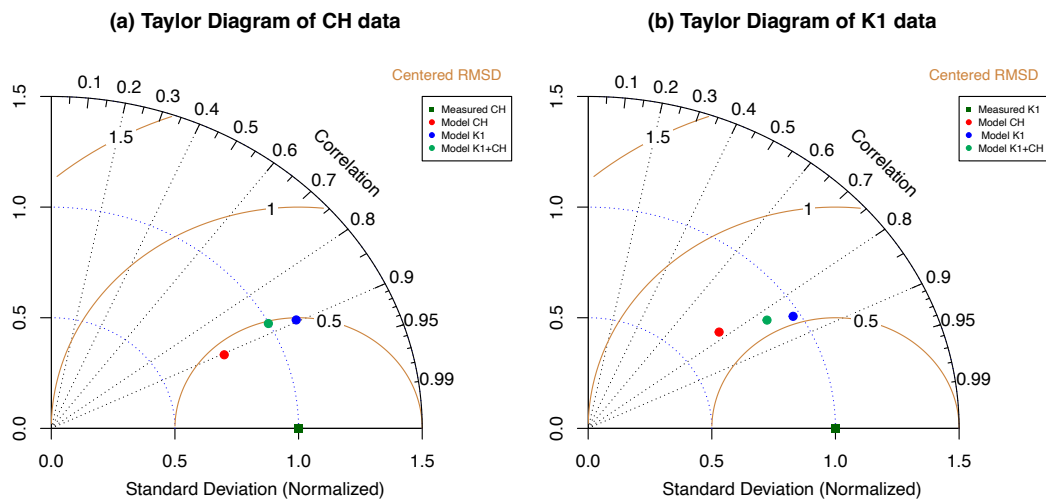 (a) Taylor Diagram of CH data
Centered RMSD
Measured CH
Model CH
Model K1
Model K1+CH
Correlation
0.1
0.2
0.3
0.4
0.5
0.6
0.7
0.8
0.9
0.95
0.99
1.5
1
0.5
1.5
1.0
0.5
0.0
0.0
0.5
1.0
1.5
Standard Deviation (Normalized)
(b) Taylor Diagram of K1 data
Centered RMSD
Measured K1
Model CH
Model K1
Model K1+CH
Correlation
0.1
0.2
0.3
0.4
0.5
0.6
0.7
0.8
0.9
0.95
0.99
1.5
1
0.5
1.5
1.0
0.5
0.0
0.0
0.5
1.0
1.5
Standard Deviation (Normalized)